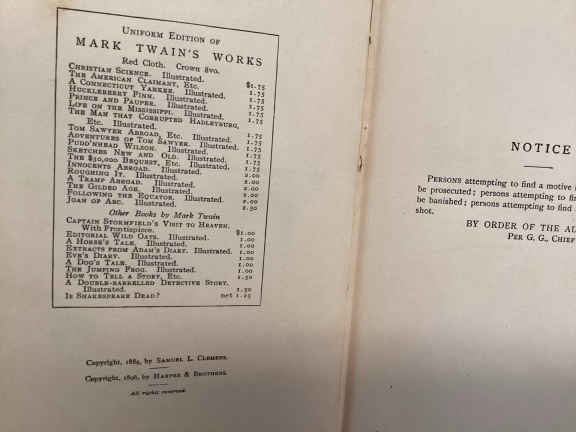 UNIFORM EDITION OF
MARK TWAIN'S WORKS
Red Cloth. Crown 8vo.
CHRISTIAN SCIENCE. Illustrated. $1.75
THE AMERICAN CLAIMANT, ETC. 1.75
A CONNECTICUT YANKEE. Illustrated. 1.75
HUCKLEBERRY FINN. Illustrated. 1.75
PRINCE AND PAUPER. Illustrated. 1.75
LIFE ON THE MISSISSIPPI. Illustrated. 1.75
THE MAN THAT CORRUPTED HADLEYBURG,
ETC. Illustrated. 1.75
TOM SAWYER ABROAD, ETC. Illustrated. 1.75
ADVENTURES OF TOM SAWYER. Illustrated. 1.75
PUDD'NHEAD WILSON. Illustrated. 1.75
SKETCHES NEW AND OLD. Illustrated. 1.75
THE $30,000 BEQUEST, ETC. Illustrated. 1.75
INNOCENTS ABROAD. Illustrated. 2.00
ROUGHING IT. Illustrated. 2.00
A TRAMP ABROAD. Illustrated. 2.00
THE GILDED AGE. Illustrated. 2.00
FOLLOWING THE EQUATOR. Illustrated. 2.00
JOAN OF ARC. Illustrated. 2.50
Other Books by Mark Twain
CAPTAIN STORMFIELD'S VISIT TO HEAVEN.
With Frontispiece. $1.00
EDITORIAL WILD OATS. Illustrated. 1.00
A HORSE'S TALE. Illustrated. 1.00
EXTRACTS FROM ADAM'S DIARY. Illustrated. 1.00
EVE'S DIARY. Illustrated. 1.00
A DOG'S TALE. Illustrated. 1.00
THE JUMPING FROG. Illustrated. 1.00
HOW TO TELL A STORY, ETC. 1.50
A DOUBLE-BARRELLED DETECTIVE STORY.
Illustrated. 1.50
IS SHAKESPEARE DEAD? net 1.25
Copyright, 1884, by SAMUEL L. CLEMENS.
Copyright, 1896, by HARPER & BROTHERS.
All rights reserved.
NOTICE
PERSONS attempting to find a motive
be prosecuted; persons attempting to
be banished; persons attempting to find
shot.
BY ORDER OF THE
PER G. G., CHIEF